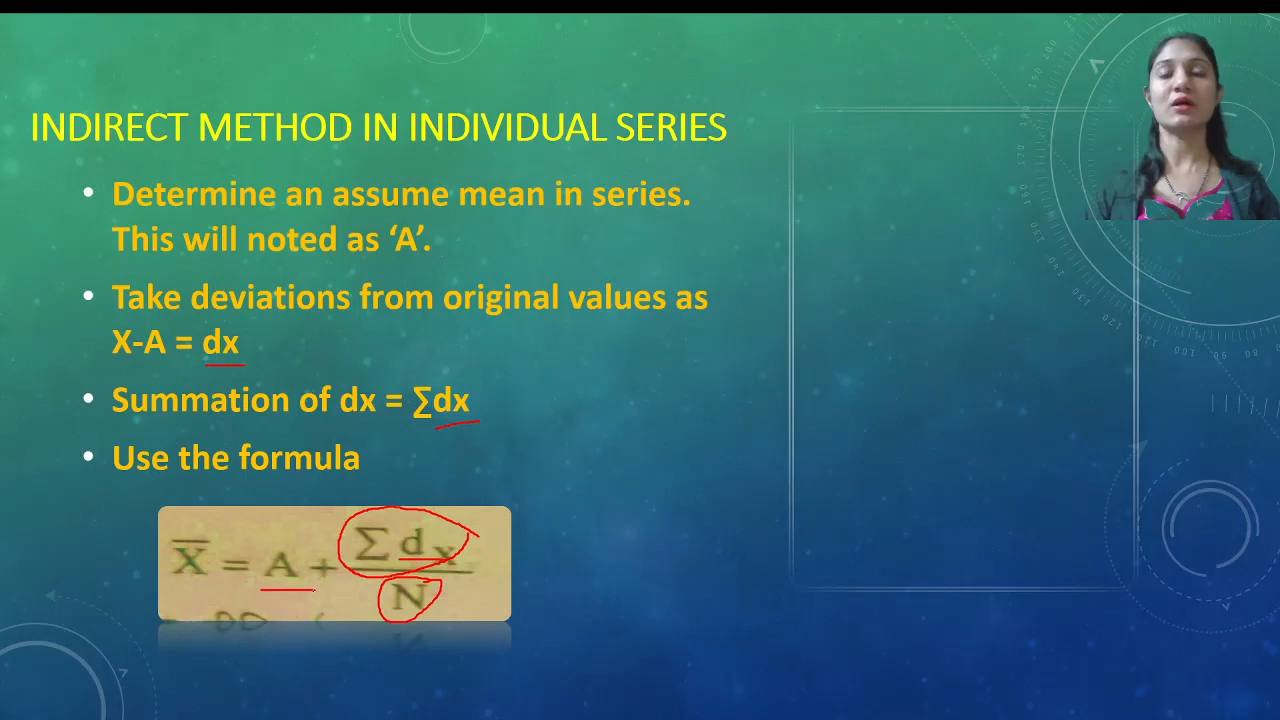 INDIRECT METHOD IN INDIVIDUAL SERIES
• Determine an assume mean in series.
This will noted as ‘A’.
• Take deviations from original values as
X-A = dx
• Summation of dx = ∑dx
• Use the formula
X̅ = A + ∑ dx / N